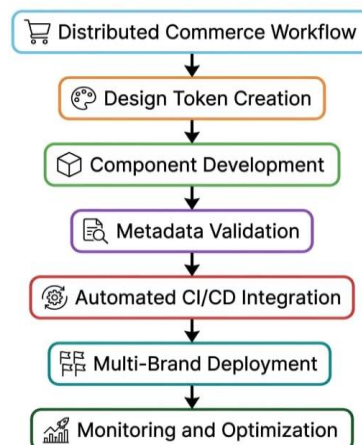 Distributed Commerce Workflow
Design Token Creation
Component Development
Metadata Validation
Automated CI/CD Integration
Multi-Brand Deployment
Monitoring and Optimization